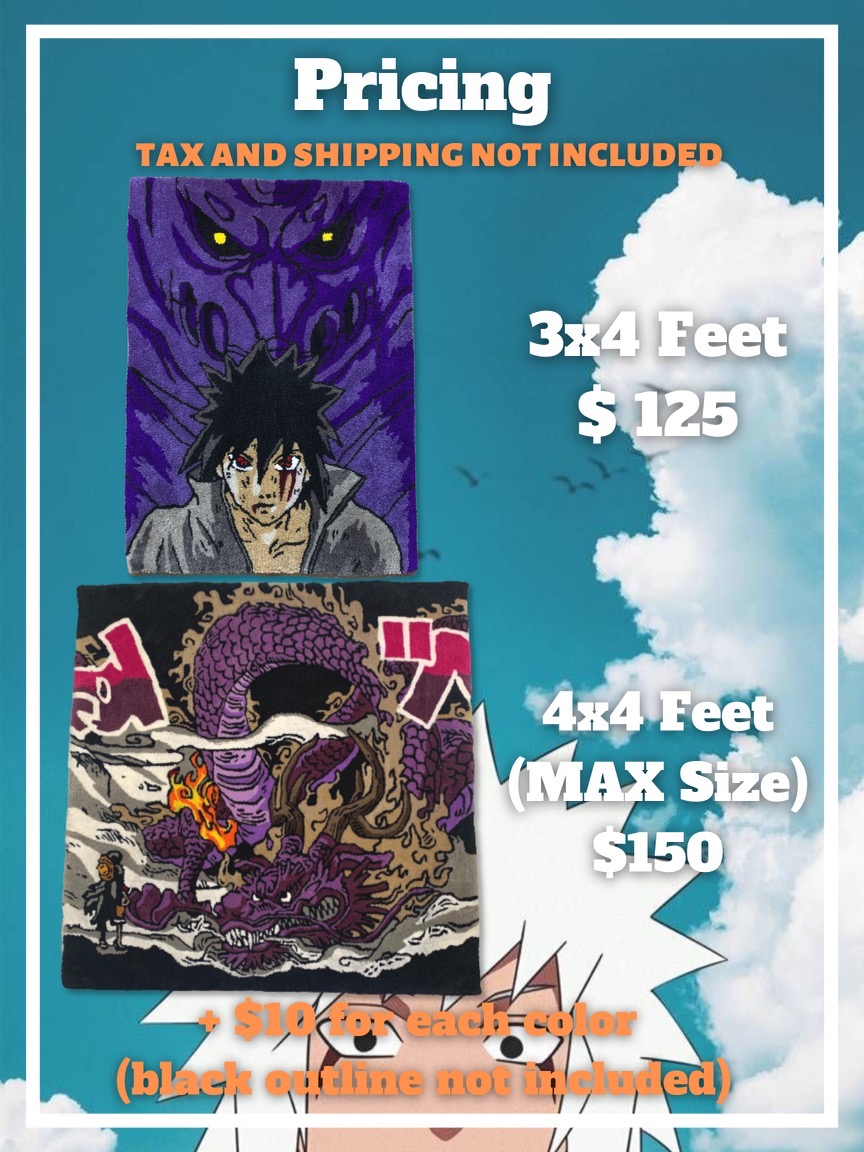 Pricing
TAX AND SHIPPING NOT INCLUDED
3x4 Feet
$ 125
4x4 Feet
(MAX Size)
$150
+ $10 for each color
(black outline not included)